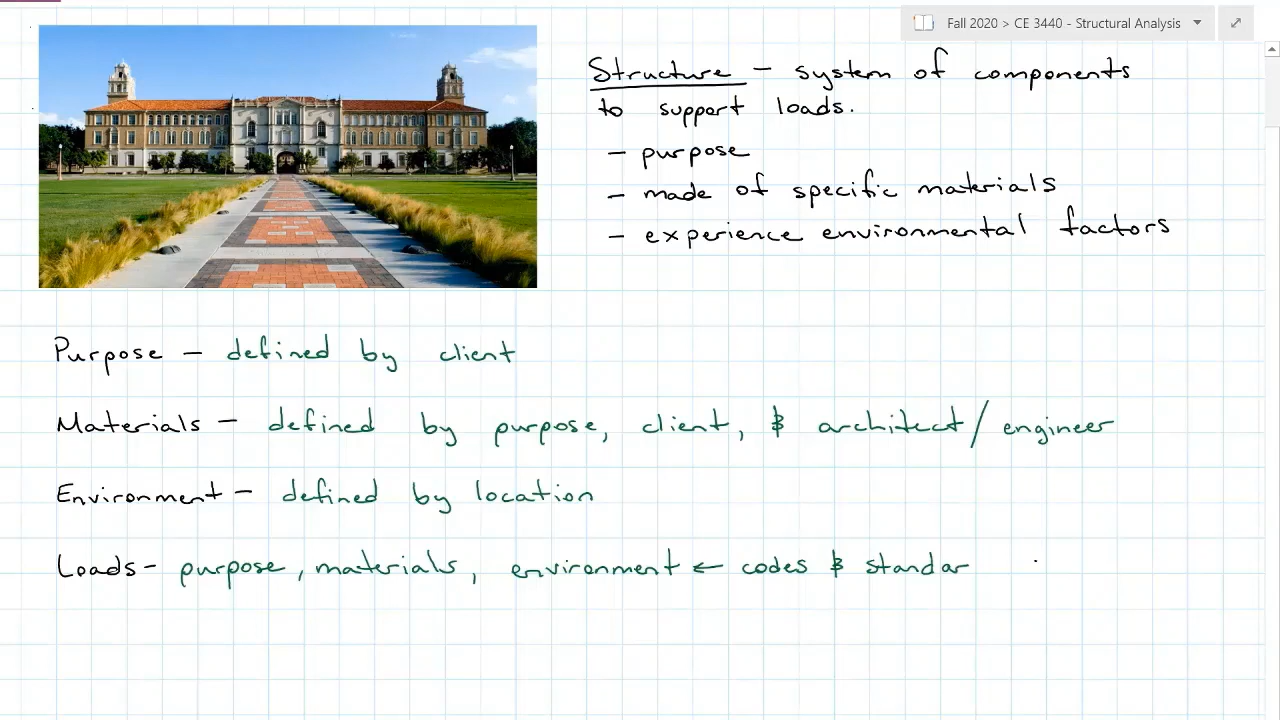 Fall 2020 > CE 3440 - Structural Analysis
Structure - system of components
to support loads.
- purpose
- made of specific materials
- experience environmental factors
Purpose - defined by client
Materials - defined by purpose, client, & architect/engineer
Environment - defined by location
Loads - purpose, materials, environment ← codes & standar